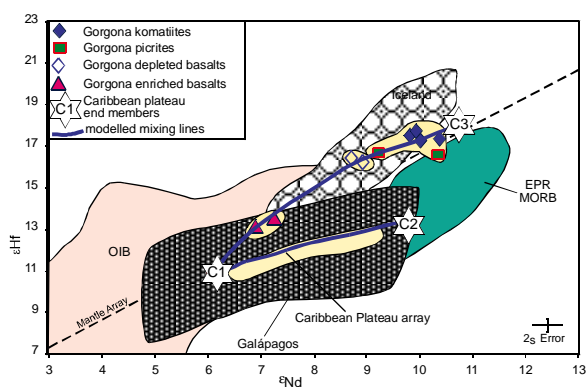 23
21
19
17
15
13
11
9
7
εHf
Gorgona komatiites
Gorgona picrites
Gorgona depleted basalts
Gorgona enriched basalts
C1
Caribbean plateau
end members
modelled mixing lines
Iceland
C3
EPR
MORB
OIB
C2
C1
Mantle Array
Caribbean Plateau array
Galápagos
2s Error
3 4 5 6 7 8 9 10 11 12 13
εNd